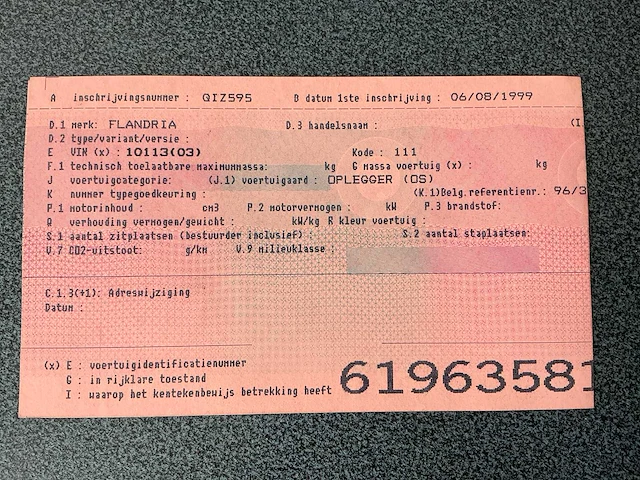 A inschrijvingsnummer : QIZ595 B datum 1ste inschrijving : 06/08/1999
D.1 merk: FLANDRIA D.3 handelsnaam : (I.
D.2 type/variant/versie :
E VIN (x) : 10113(03) Kode : 111
F.1 technisch toelaatbare maximummassa: kg G massa voertuig (x) : kg
J voertuigcategorie: (J.1) voertuigaard : OPLEGGER (OS)
K nummer typegoedkeuring : (K.1)Belg.referentienr.: 96/3
P.1 motorinhoud : cm3 P.2 motorvermogen : kW P.3 brandstof:
Q verhouding vermogen/gewicht : kW/kg R kleur voertuig :
S.1 aantal zitplaatsen (bestuurder inclusief) : S.2 aantal staplaatsen:
V.7 CO2-uitstoot: g/km V.9 milieuklasse :
C.1.3(+1): Adreswijziging
Datum :
(x) E : voertuigidentificatienummer
G : in rijklare toestand
I : waarop het kentekenbewijs betrekking heeft
61963581